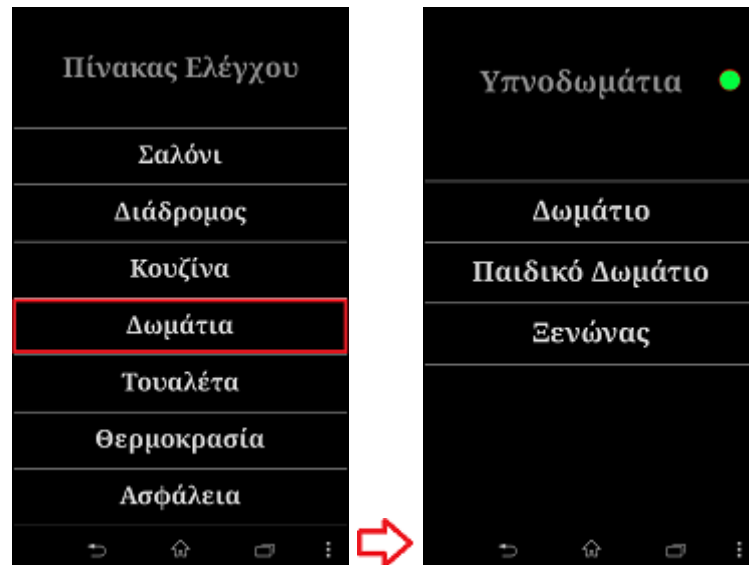 Πίνακας Ελέγχου
Σαλόνι
Διάδρομος
Κουζίνα
Δωμάτια
Τουαλέτα
Θερμοκρασία
Ασφάλεια
Υπνοδωμάτια
Δωμάτιο
Παιδικό Δωμάτιο
Ξενώνας